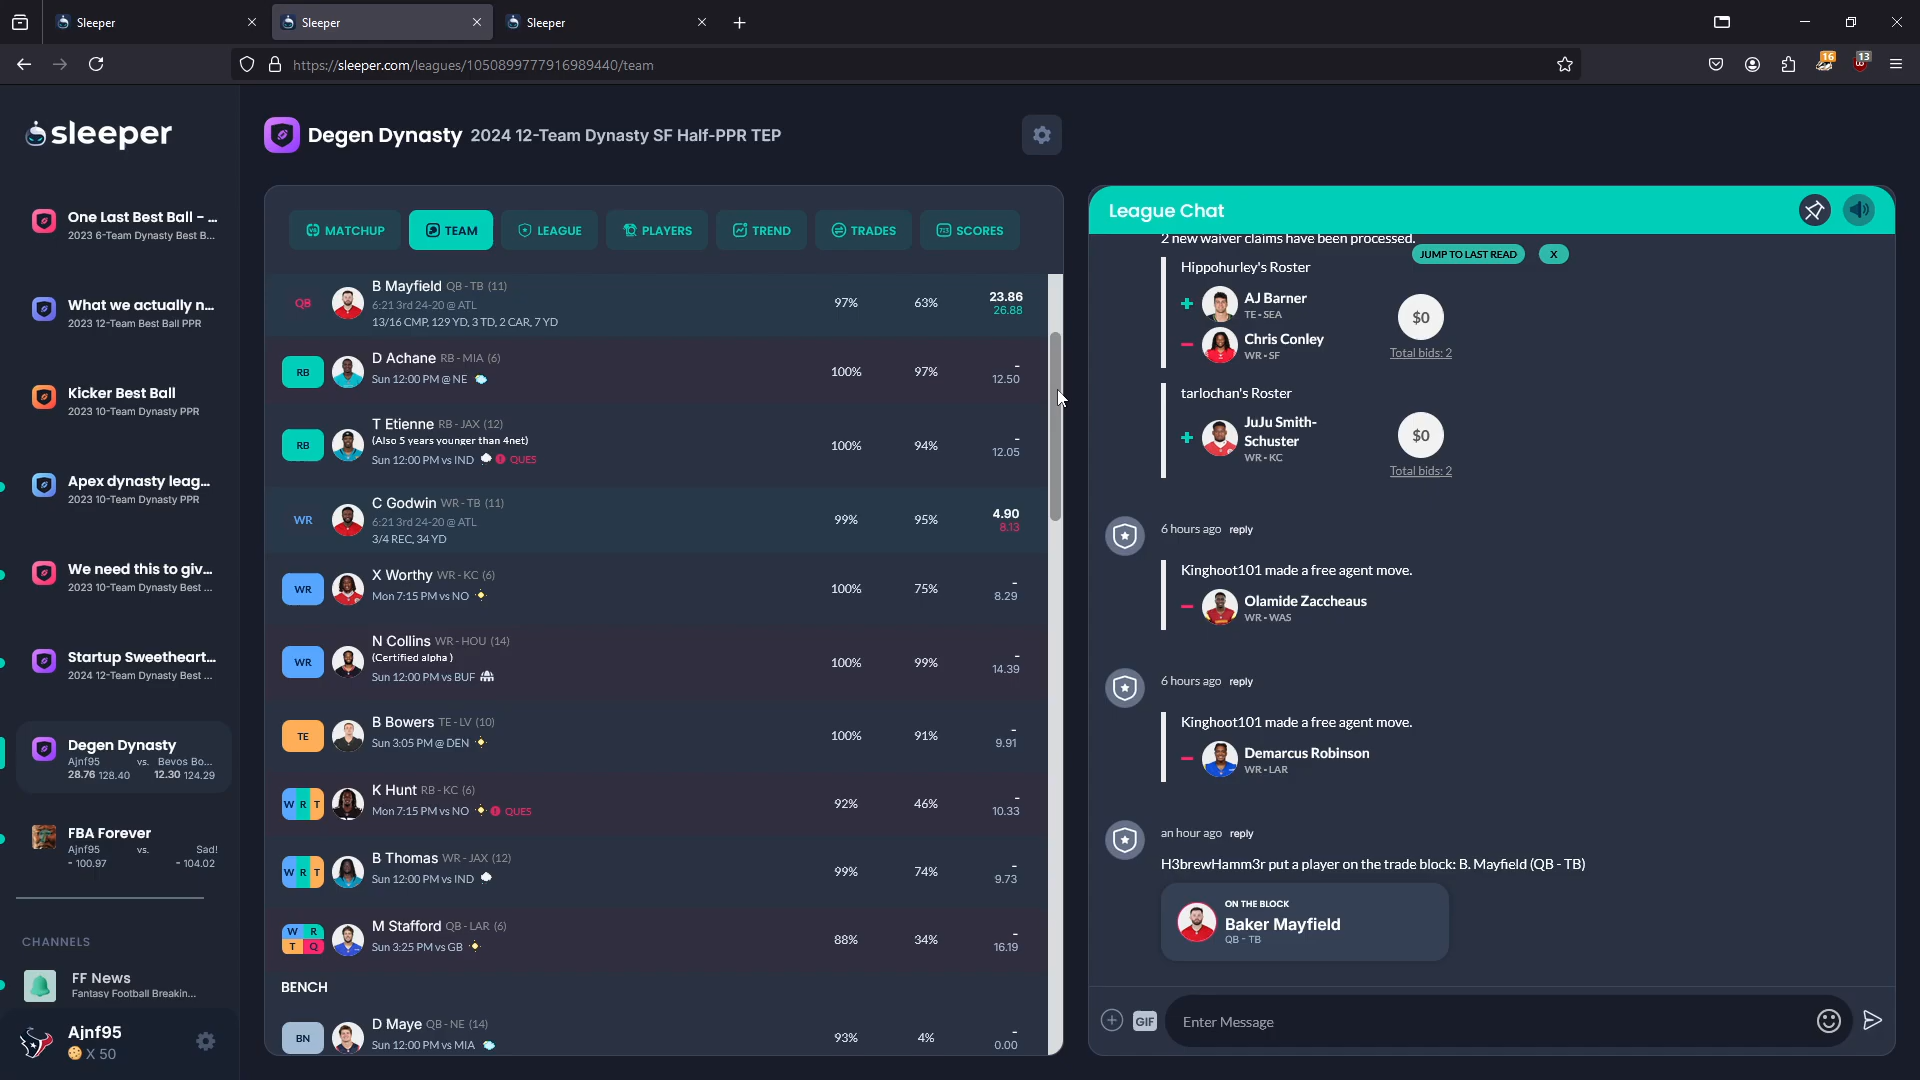 Sleeper
Sleeper
Sleeper
https://sleeper.com/leagues/1050899777916989440/team
16
13
sleeper
One Last Best Ball - ...
2023 6-Team Dynasty Best B...
What we actually n...
2023 12-Team Best Ball PPR
Kicker Best Ball
2023 10-Team Dynasty PPR
Apex dynasty leag...
2023 10-Team Dynasty PPR
We need this to giv...
2023 10-Team Dynasty Best ...
Startup Sweetheart...
2024 12-Team Dynasty Best ...
Degen Dynasty
Ajnf95 vs. Bevos Bo...
28.76 128.40 12.30 124.29
FBA Forever
Ajnf95 vs. Sad!
- 100.97 - 104.02
CHANNELS
FF News
Fantasy Football Breakin...
Ajnf95
X 50
Degen Dynasty 2024 12-Team Dynasty SF Half-PPR TEP
MATCHUP TEAM LEAGUE PLAYERS TREND TRADES SCORES
QB B Mayfield QB - TB (11)
6:21 3rd 24-20 @ ATL
13/16 CMP, 129 YD, 3 TD, 2 CAR, 7 YD
97% 63% 23.86
26.88
RB D Achane RB - MIA (6)
Sun 12:00 PM @ NE
100% 97% -
12.50
RB T Etienne RB - JAX (12)
(Also 5 years younger than 4net)
Sun 12:00 PM vs IND QUES
100% 94% -
12.05
WR C Godwin WR - TB (11)
6:21 3rd 24-20 @ ATL
3/4 REC, 34 YD
99% 95% 4.90
8.13
WR X Worthy WR - KC (6)
Mon 7:15 PM vs NO
100% 75% -
8.29
WR N Collins WR - HOU (14)
(Certified alpha )
Sun 12:00 PM vs BUF
100% 99% -
14.39
TE B Bowers TE - LV (10)
Sun 3:05 PM @ DEN
100% 91% -
9.91
W R T K Hunt RB - KC (6)
Mon 7:15 PM vs NO QUES
92% 46% -
10.33
W R T B Thomas WR - JAX (12)
Sun 12:00 PM vs IND
99% 74% -
9.73
W R T Q M Stafford QB - LAR (6)
Sun 3:25 PM vs GB
88% 34% -
16.19
BENCH
BN D Maye QB - NE (14)
Sun 12:00 PM vs MIA
93% 4% -
0.00
League Chat
2 new waiver claims have been processed.
JUMP TO LAST READ X
Hippohurley's Roster
+ AJ Barner
TE - SEA
- Chris Conley
WR - SF
$0
Total bids: 2
tarlochan's Roster
+ JuJu Smith-
Schuster
WR - KC
$0
Total bids: 2
6 hours ago reply
Kinghoot101 made a free agent move.
- Olamide Zaccheaus
WR - WAS
6 hours ago reply
Kinghoot101 made a free agent move.
- Demarcus Robinson
WR - LAR
an hour ago reply
H3brewHamm3r put a player on the trade block: B. Mayfield (QB - TB)
ON THE BLOCK
Baker Mayfield
QB - TB
GIF Enter Message